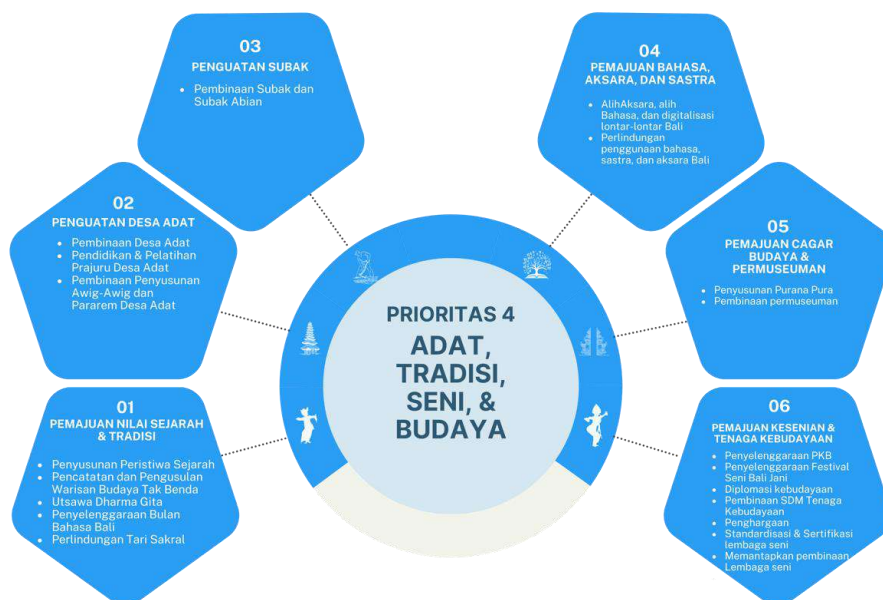 PRIORITAS 4
ADAT,
TRADISI,
SENI, &
BUDAYA
01
PEMAJUAN NILAI SEJARAH
& TRADISI
• Penyusunan Peristiwa Sejarah
• Pencatatan dan Pengusulan
Warisan Budaya Tak Benda
• Utsawa Dharma Gita
• Penyelenggaraan Bulan
Bahasa Bali
• Perlindungan Tari Sakral
02
PENGUATAN DESA ADAT
• Pembinaan Desa Adat
• Pendidikan & Pelatihan
Prajuru Desa Adat
• Pembinaan Penyusunan
Awig-Awig dan
Pararem Desa Adat
03
PENGUATAN SUBAK
• Pembinaan Subak dan
Subak Abian
04
PEMAJUAN BAHASA,
AKSARA, DAN SASTRA
• AlihAksara, alih
Bahasa, dan digitalisasi
lontar-lontar Bali
• Perlindungan
penggunaan bahasa,
sastra, dan aksara Bali
05
PEMAJUAN CAGAR
BUDAYA &
PERMUSEUMAN
• Penyusunan Purana Pura
• Pembinaan permuseuman
06
PEMAJUAN KESENIAN &
TENAGA KEBUDAYAAN
• Penyelenggaraan PKB
• Penyelenggaraan Festival
Seni Bali Jani
• Diplomasi kebudayaan
• Pembinaan SDM Tenaga
Kebudayaan
• Penghargaan
• Standardisasi & Sertifikasi
lembaga seni
• Memantapkan pembinaan
Lembaga seni